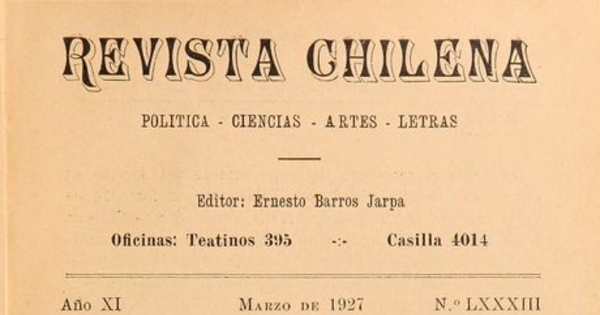 REVISTA CHILENA
POLITICA - CIENCIAS - ARTES - LETRAS
Editor: Ernesto Barros Jarpa
Oficinas: Teatinos 395 -:- Casilla 4014
Año XI MARZO DE 1927 N.º LXXXIII